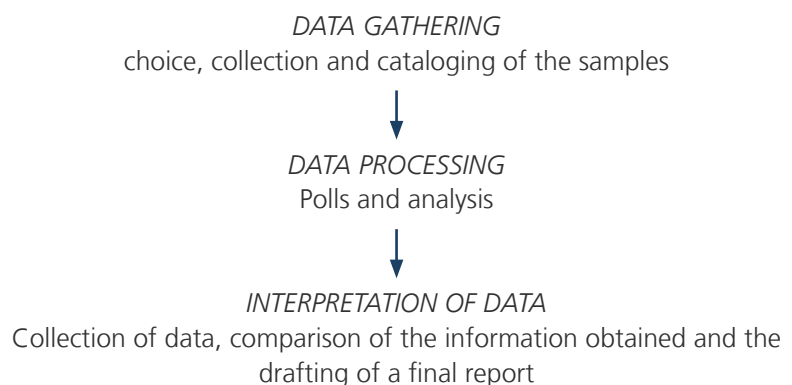 DATA GATHERING
choice, collection and cataloging of the samples
DATA PROCESSING
Polls and analysis
INTERPRETATION OF DATA
Collection of data, comparison of the information obtained and the
drafting of a final report